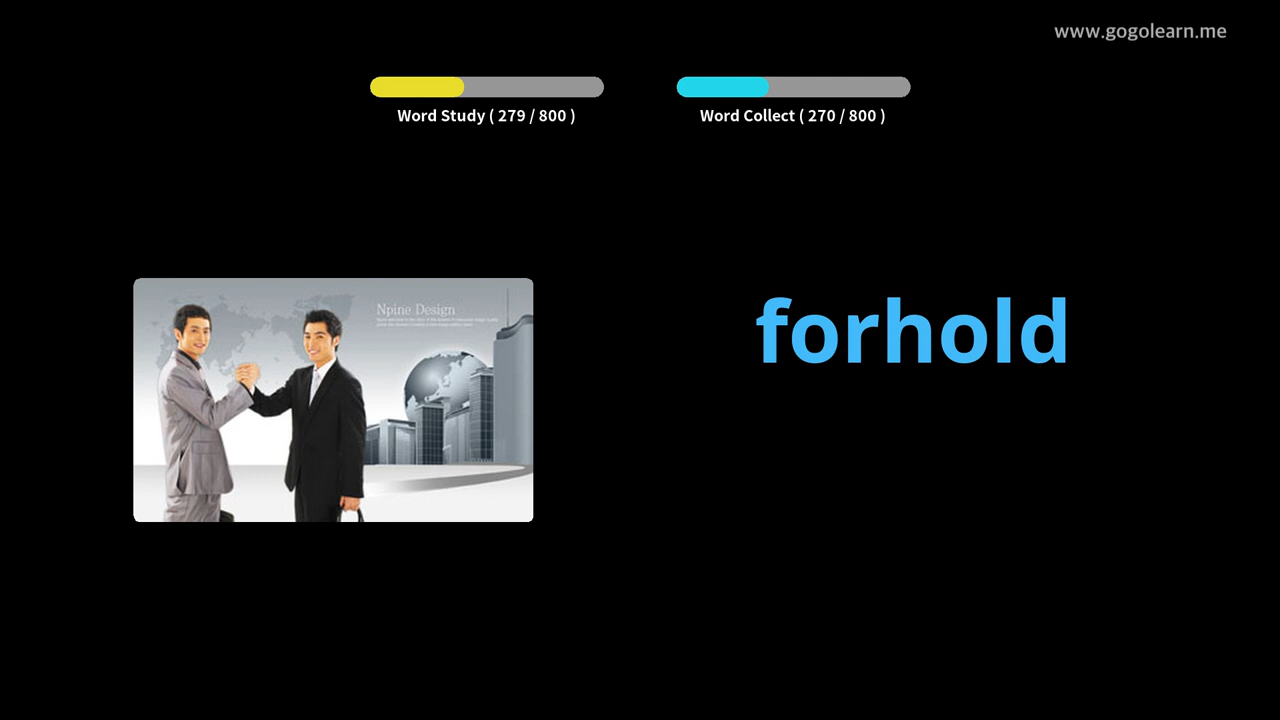 www.gogolearn.me
Word Study ( 279 / 800 )
Word Collect ( 270 / 800 )
Npine Design
forhold